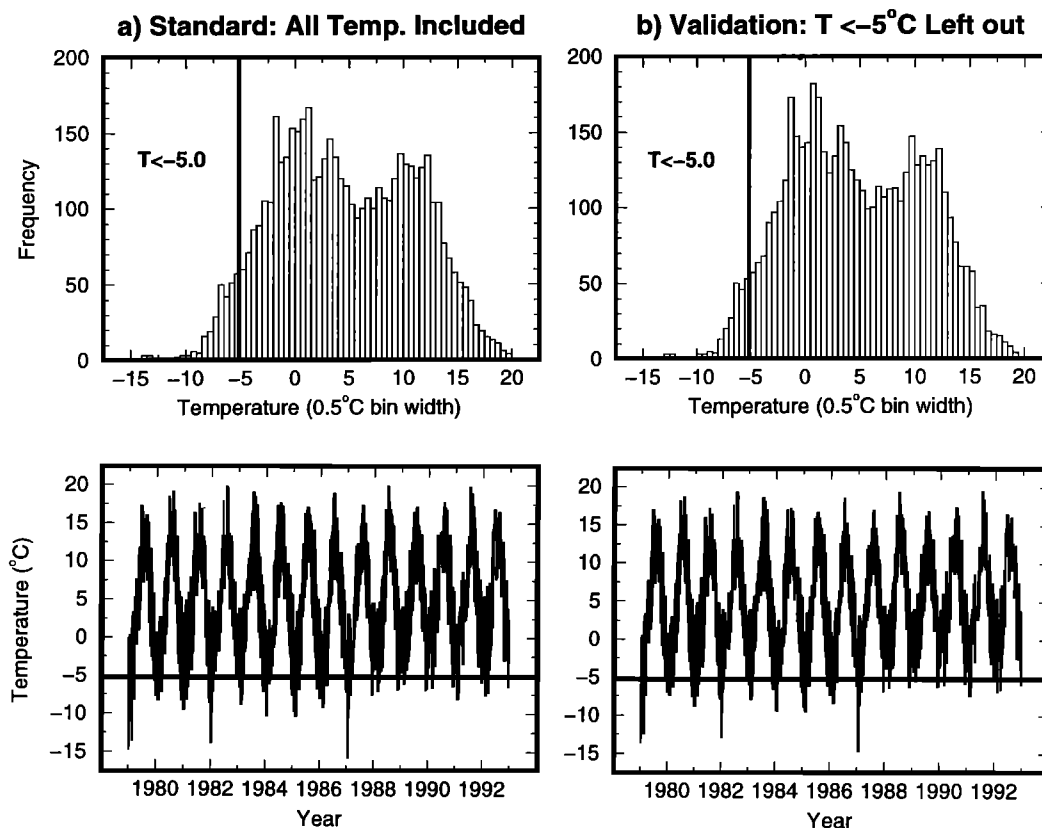 a) Standard: All Temp. Included
b) Validation: T <−5°C Left out
200
150
100
50
0
Frequency
T<−5.0
−15 −10 −5 0 5 10 15 20
Temperature (0.5°C bin width)
200
150
100
50
0
T<−5.0
−15 −10 −5 0 5 10 15 20
Temperature (0.5°C bin width)
20
15
10
5
0
−5
−10
−15
Temperature (°C)
1980 1982 1984 1986 1988 1990 1992
Year
20
15
10
5
0
−5
−10
−15
1980 1982 1984 1986 1988 1990 1992
Year